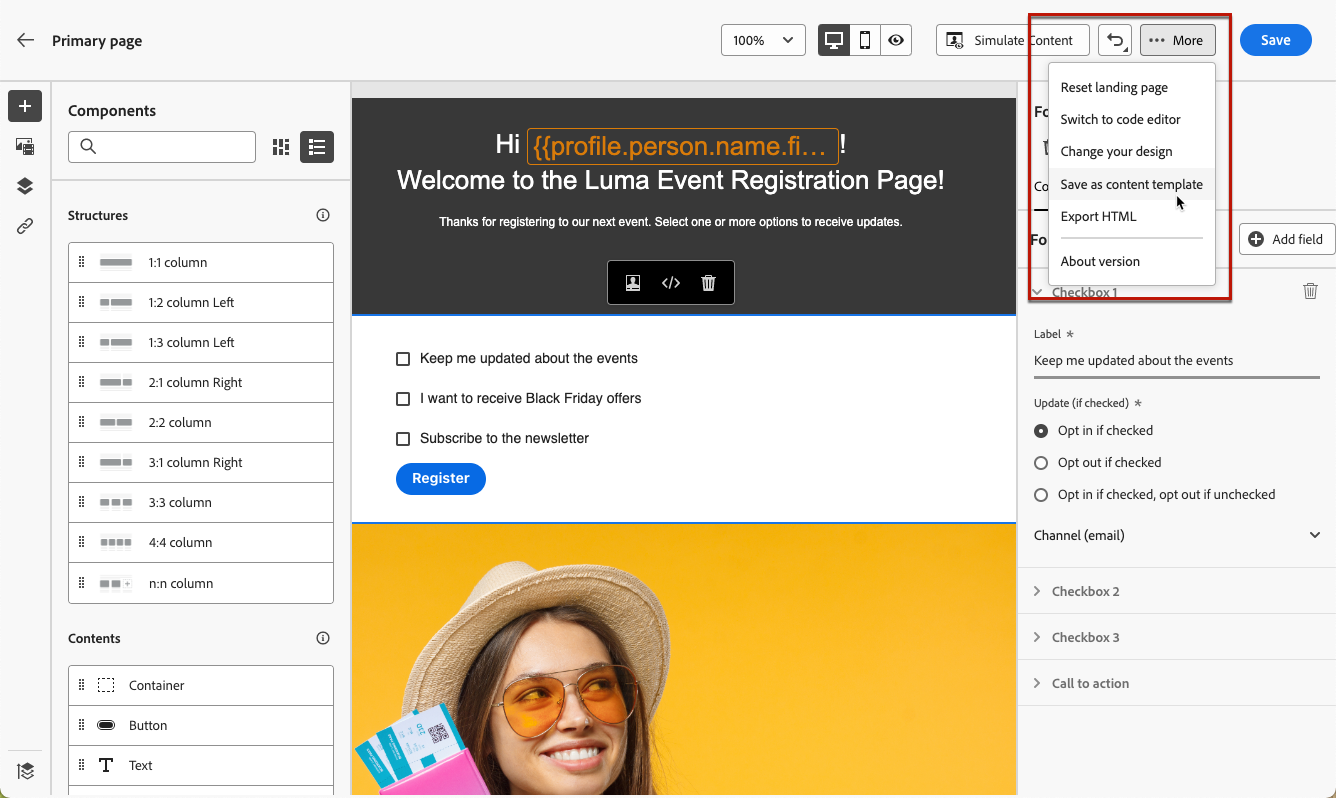 Primary page
100%
Simulate Content
More
Save
Reset landing page
Switch to code editor
Change your design
Save as content template
Export HTML
About version
Components
Structures
1:1 column
1:2 column Left
1:3 column Left
2:1 column Right
2:2 column
3:1 column Right
3:3 column
4:4 column
n:n column
Contents
Container
Button
Text
Hi {{profile.person.name.fi... !
Welcome to the Luma Event Registration Page!
Thanks for registering to our next event. Select one or more options to receive updates.
Keep me updated about the events
I want to receive Black Friday offers
Subscribe to the newsletter
Register
Fo
Co
Fo
Add field
Checkbox 1
Label *
Keep me updated about the events
Update (if checked) *
Opt in if checked
Opt out if checked
Opt in if checked, opt out if unchecked
Channel (email)
Checkbox 2
Checkbox 3
Call to action